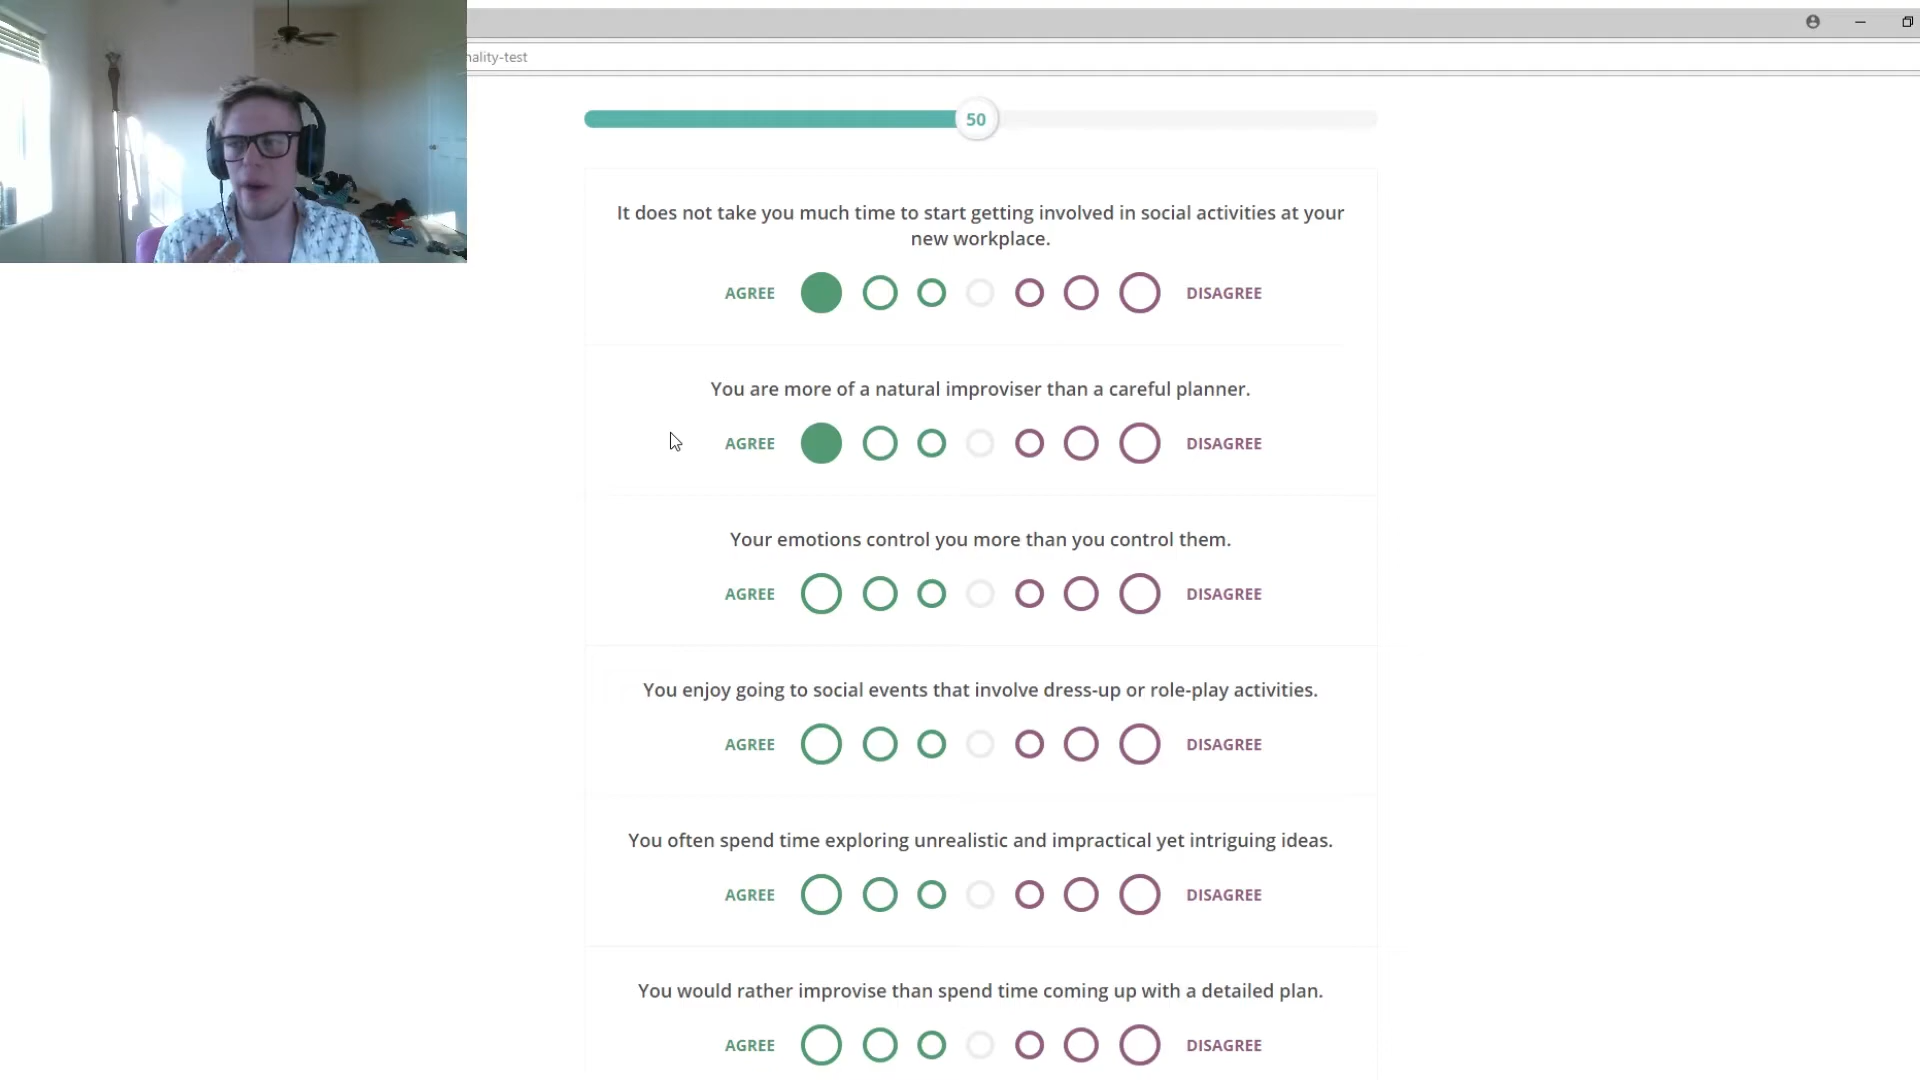 nality-test
50
It does not take you much time to start getting involved in social activities at your
new workplace.
AGREE DISAGREE
You are more of a natural improviser than a careful planner.
AGREE DISAGREE
Your emotions control you more than you control them.
AGREE DISAGREE
You enjoy going to social events that involve dress-up or role-play activities.
AGREE DISAGREE
You often spend time exploring unrealistic and impractical yet intriguing ideas.
AGREE DISAGREE
You would rather improvise than spend time coming up with a detailed plan.
AGREE DISAGREE